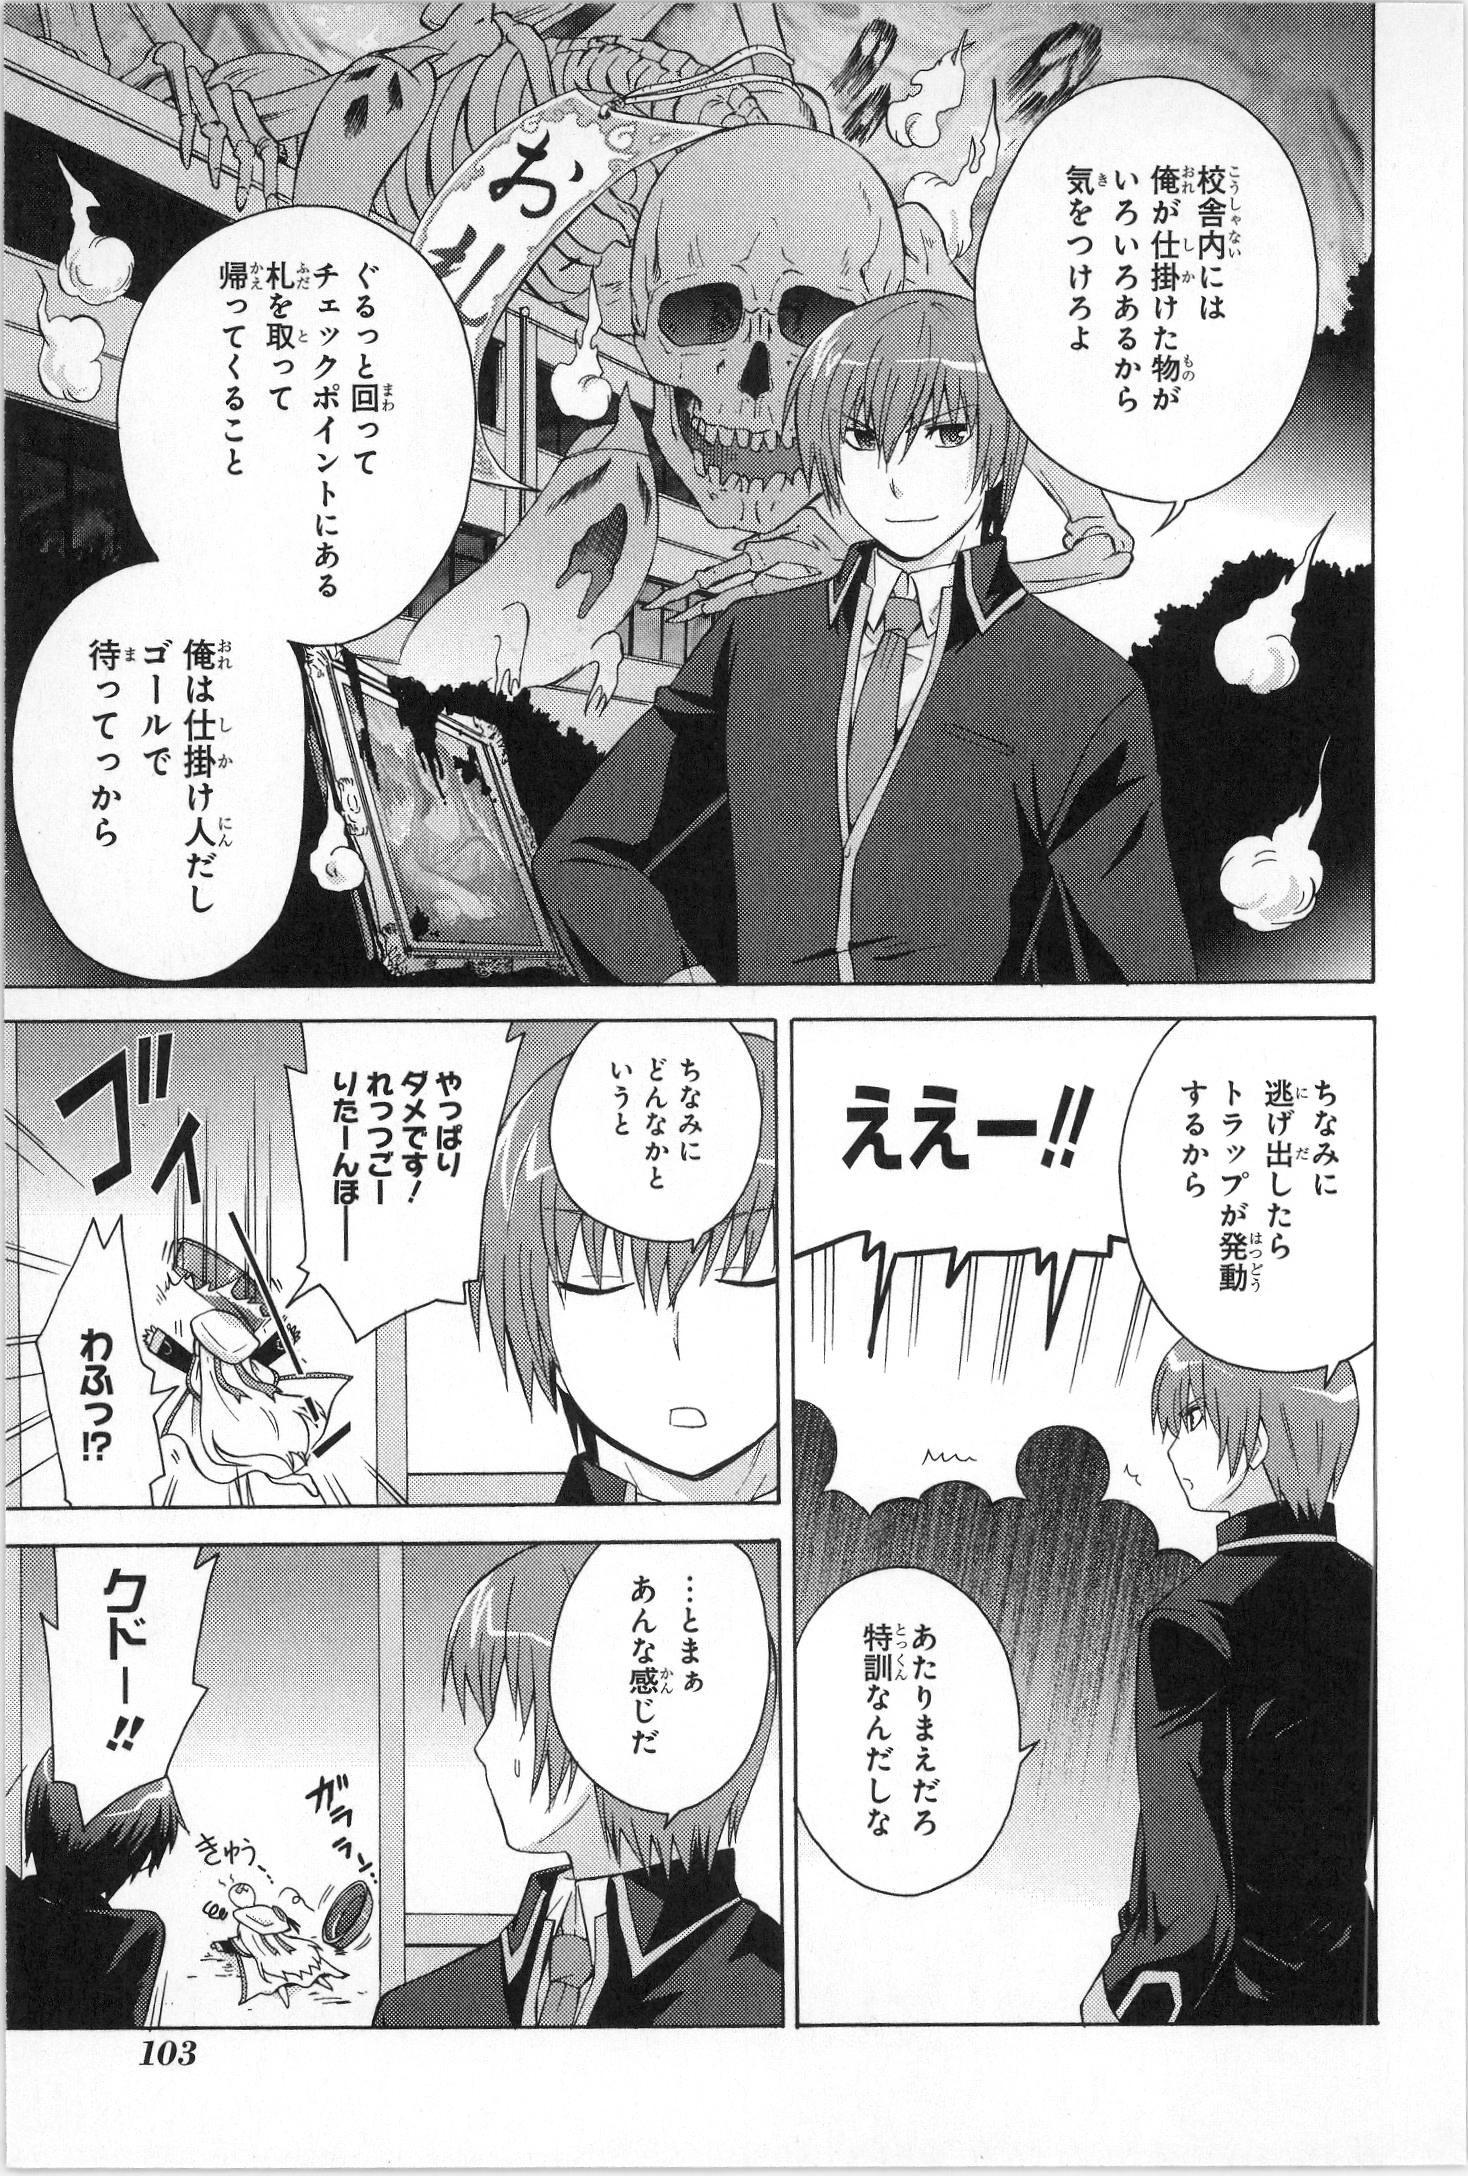 校舎内には
俺が仕掛けた物が
いろいろあるから
気をつけろよ
おれ
ぐるっと回って
チェックポイントにある
札を取って
帰ってくること
俺は仕掛け人だし
ゴールで
待ってっから
ちなみに
逃げ出したら
トラップが発動
するから
ええー!!
あたりまえだろ
特訓なんだしな
ちなみに
どんなかと
いうと
やっぱり
ダメです!
れっつごー
りたーんほーー
ゴィ
わふっ!?
…とまぁ
あんな感じだ
ガラララン…
きゅう…
クドー!!
103